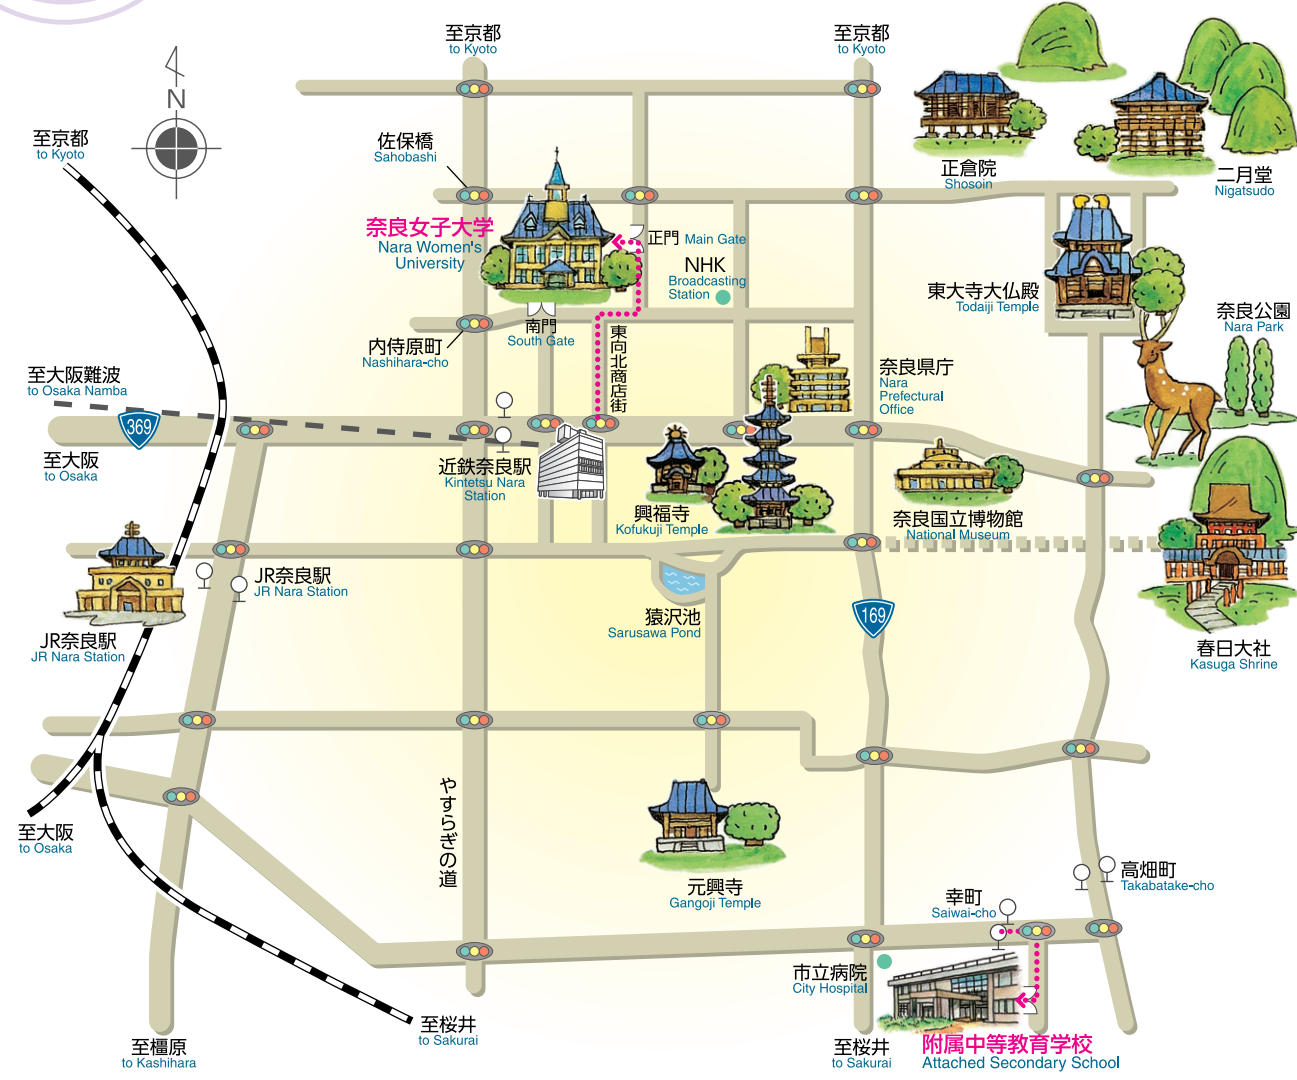 至京都
to Kyoto
至京都
to Kyoto
N
至京都
to Kyoto
佐保橋
Sahobashi
正倉院
Shosoin
二月堂
Nigatsudo
奈良女子大学
Nara Women's
University
正門 Main Gate
NHK
Broadcasting
Station
東大寺大仏殿
Todaiji Temple
奈良公園
Nara Park
南門
South Gate
内侍原町
Nashihara-cho
東向北商店街
奈良県庁
Nara
Prefectural
Office
至大阪難波
to Osaka Namba
369
至大阪
to Osaka
近鉄奈良駅
Kintetsu Nara
Station
興福寺
Kofukuji Temple
奈良国立博物館
National Museum
JR奈良駅
JR Nara Station
JR奈良駅
JR Nara Station
猿沢池
Sarusawa Pond
169
春日大社
Kasuga Shrine
やすらぎの道
至大阪
to Osaka
元興寺
Gangoji Temple
高畑町
Takabatake-cho
幸町
Saiwai-cho
市立病院
City Hospital
至桜井
to Sakurai
至橿原
to Kashihara
至桜井
to Sakurai
附属中等教育学校
Attached Secondary School